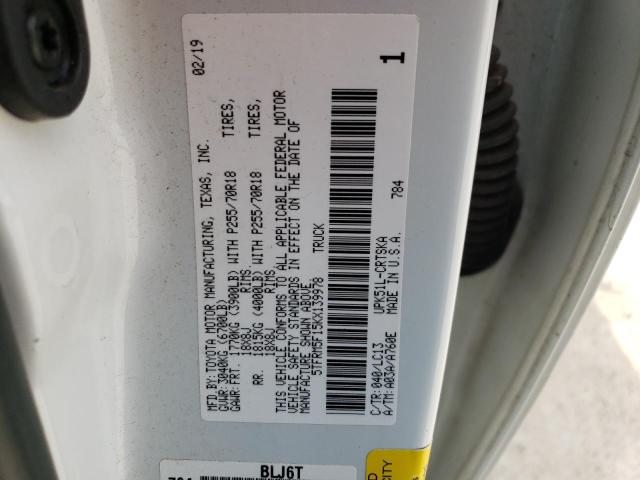 MFD. BY: TOYOTA MOTOR MANUFACTURING, TEXAS, INC. 02/19
GVWR: 3040KG (6700LB)
GAWR: FRT. 1770KG (3900LB) WITH P255/70R18 TIRES,
18X8J RIMS,
RR. 1815KG (4000LB) WITH P255/70R18 TIRES,
18X8J RIMS,
THIS VEHICLE CONFORMS TO ALL APPLICABLE FEDERAL MOTOR
VEHICLE SAFETY STANDARDS IN EFFECT ON THE DATE OF
MANUFACTURE SHOWN ABOVE.
5TFRM5F15KX139978 TRUCK
1
784
C/TR: 040/LC13 UPK51L-CRTSKA
A/TM: A03A/A760E MADE IN U.S.A.
BLJ6T